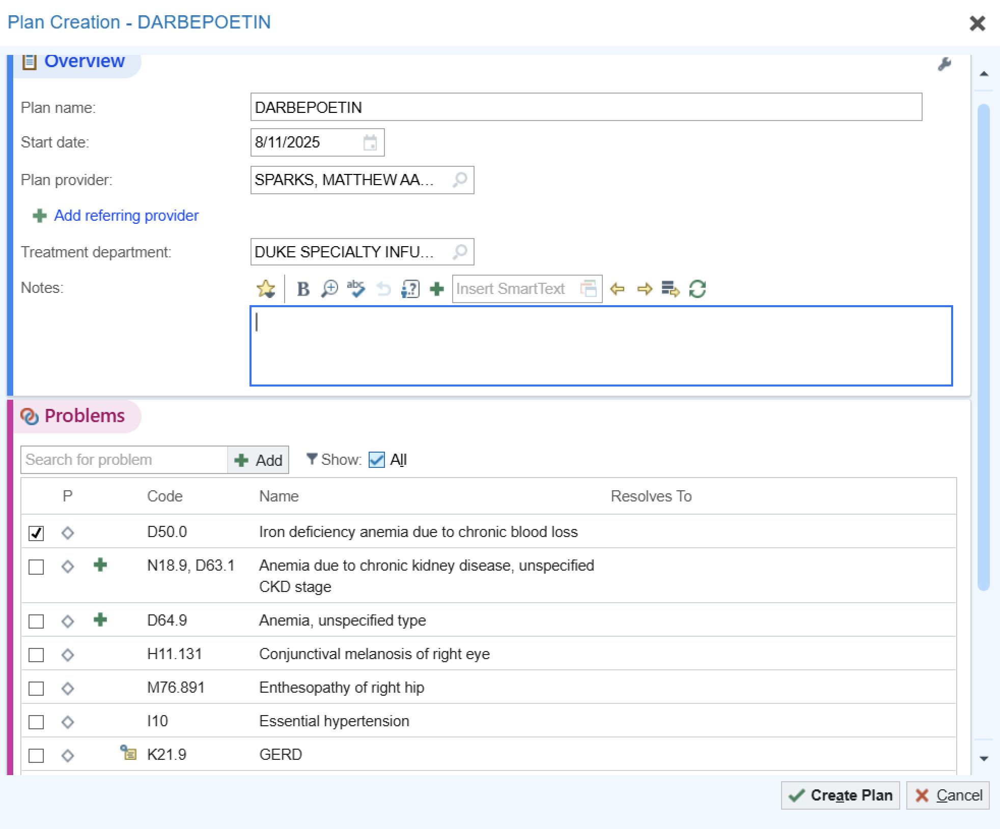 Plan Creation - DARBEPOETIN
Overview
Plan name: DARBEPOETIN
Start date: 8/11/2025
Plan provider: SPARKS, MATTHEW AA...
Add referring provider
Treatment department: DUKE SPECIALTY INFU...
Notes: B abc ? Insert SmartText
Problems
Search for problem Add Show: All
P Code Name Resolves To
D50.0 Iron deficiency anemia due to chronic blood loss
N18.9, D63.1 Anemia due to chronic kidney disease, unspecified
CKD stage
D64.9 Anemia, unspecified type
H11.131 Conjunctival melanosis of right eye
M76.891 Enthesopathy of right hip
I10 Essential hypertension
K21.9 GERD
Create Plan Cancel